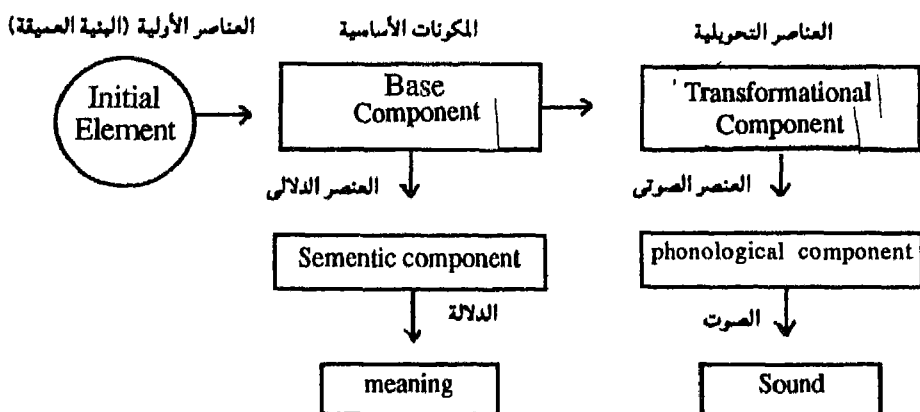 العناصر الأولية (البنية العميقة)
المكونات الأساسية
العناصر التحويلية
Initial
Element
Base
Component
Transformational
Component
العنصر الدلالى
العنصر الصوتى
Sementic component
phonological component
الدلالة
الصوت
meaning
Sound